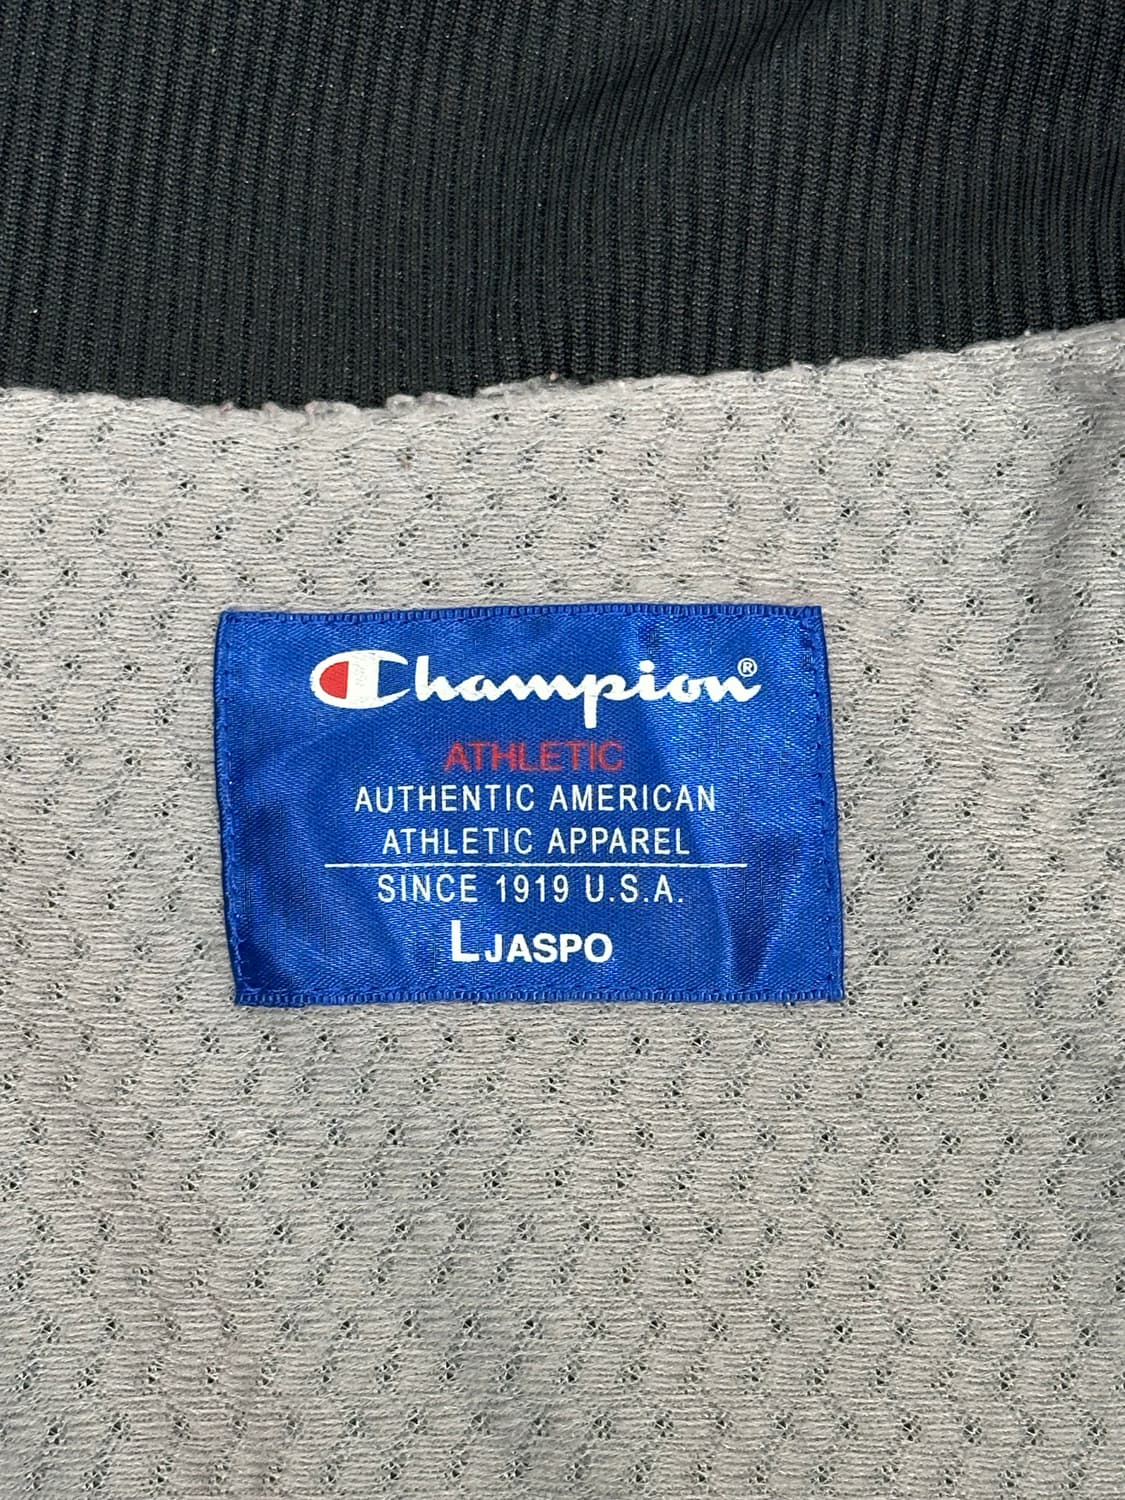 Champion®
ATHLETIC
AUTHENTIC AMERICAN
ATHLETIC APPAREL
SINCE 1919 U.S.A.
L JASPO